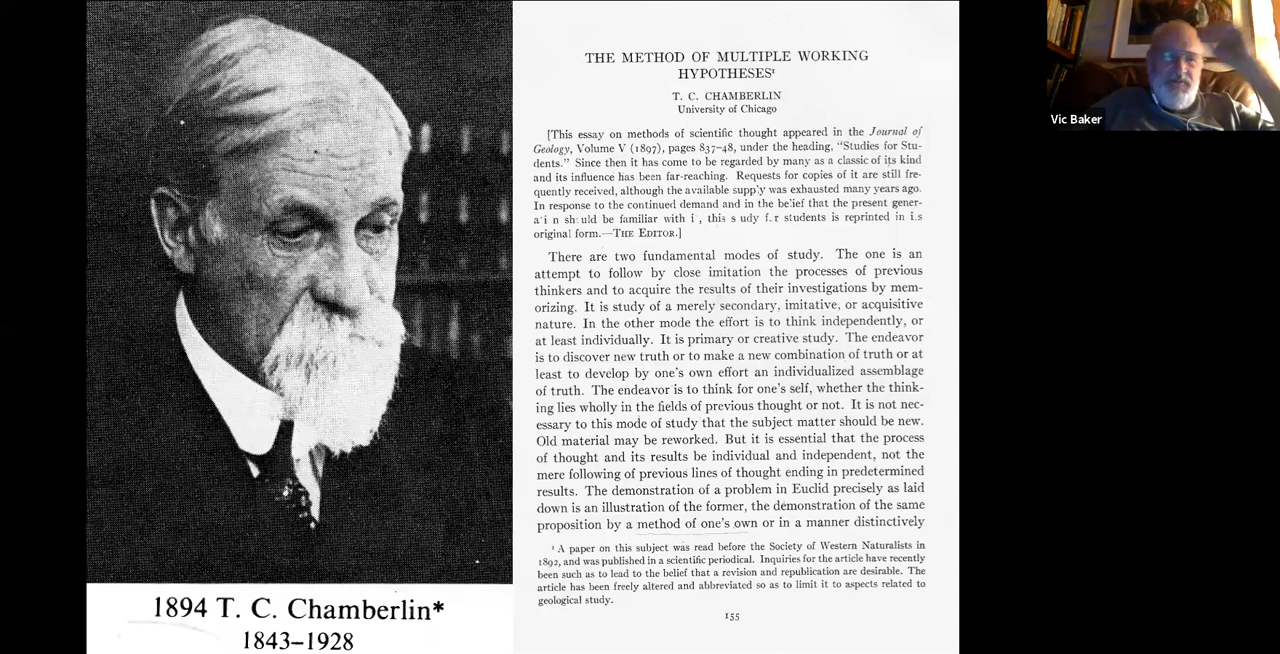 1894 T. C. Chamberlin*
1843–1928
THE METHOD OF MULTIPLE WORKING
HYPOTHESES¹
T. C. CHAMBERLIN
University of Chicago
[This essay on methods of scientific thought appeared in the Journal of
Geology, Volume V (1897), pages 837–48, under the heading, "Studies for Stu-
dents." Since then it has come to be regarded by many as a classic of its kind
and its influence has been far-reaching. Requests for copies of it are still fre-
quently received, although the available supp'y was exhausted many years ago.
In response to the continued demand and in the belief that the present gener-
a'i n sh uld be familiar with i , this s udy f r students is reprinted in i.s
original form.—THE EDITOR.]
There are two fundamental modes of study. The one is an
attempt to follow by close imitation the processes of previous
thinkers and to acquire the results of their investigations by mem-
orizing. It is study of a merely secondary, imitative, or acquisitive
nature. In the other mode the effort is to think independently, or
at least individually. It is primary or creative study. The endeavor
is to discover new truth or to make a new combination of truth or at
least to develop by one's own effort an individualized assemblage
of truth. The endeavor is to think for one's self, whether the think-
ing lies wholly in the fields of previous thought or not. It is not nec-
essary to this mode of study that the subject matter should be new.
Old material may be reworked. But it is essential that the process
of thought and its results be individual and independent, not the
mere following of previous lines of thought ending in predetermined
results. The demonstration of a problem in Euclid precisely as laid
down is an illustration of the former, the demonstration of the same
proposition by a method of one's own or in a manner distinctively
¹ A paper on this subject was read before the Society of Western Naturalists in
1892, and was published in a scientific periodical. Inquiries for the article have recently
been such as to lead to the belief that a revision and republication are desirable. The
article has been freely altered and abbreviated so as to limit it to aspects related to
geological study.
155
Vic Baker